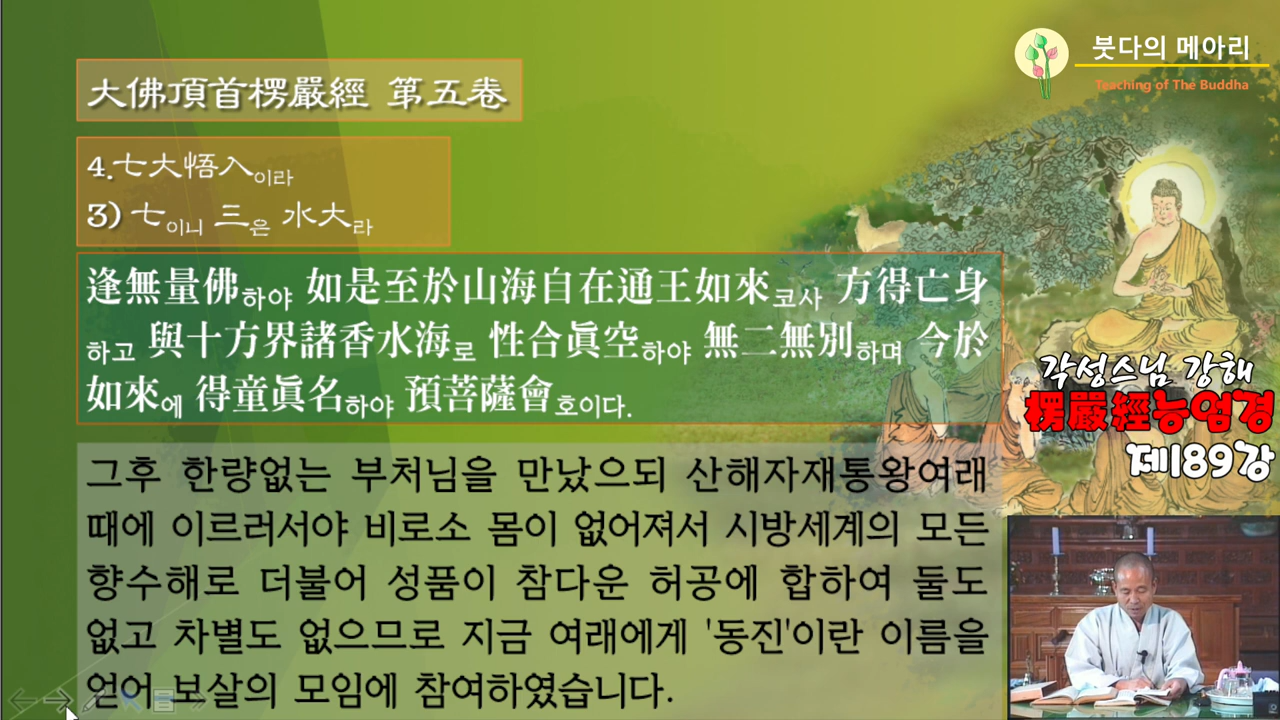 大佛頂首楞嚴經 第五卷
붓다의 메아리
Teaching of The Buddha
4.七大悟入이라
3) 七이니 三은 水大라
逢無量佛하야 如是至於山海自在通王如來코사 方得亡身
하고 與十方界諸香水海로 性合眞空하야 無二無別하며 今於
如來에 得童眞名하야 預菩薩會호이다.
각성스님 강해
楞嚴經능엄경
제189강
그후 한량없는 부처님을 만났으되 산해자재통왕여래
때에 이르러서야 비로소 몸이 없어져서 시방세계의 모든
향수해로 더불어 성품이 참다운 허공에 합하여 둘도
없고 차별도 없으므로 지금 여래에게 '동진'이란 이름을
얻어 보살의 모임에 참여하였습니다.